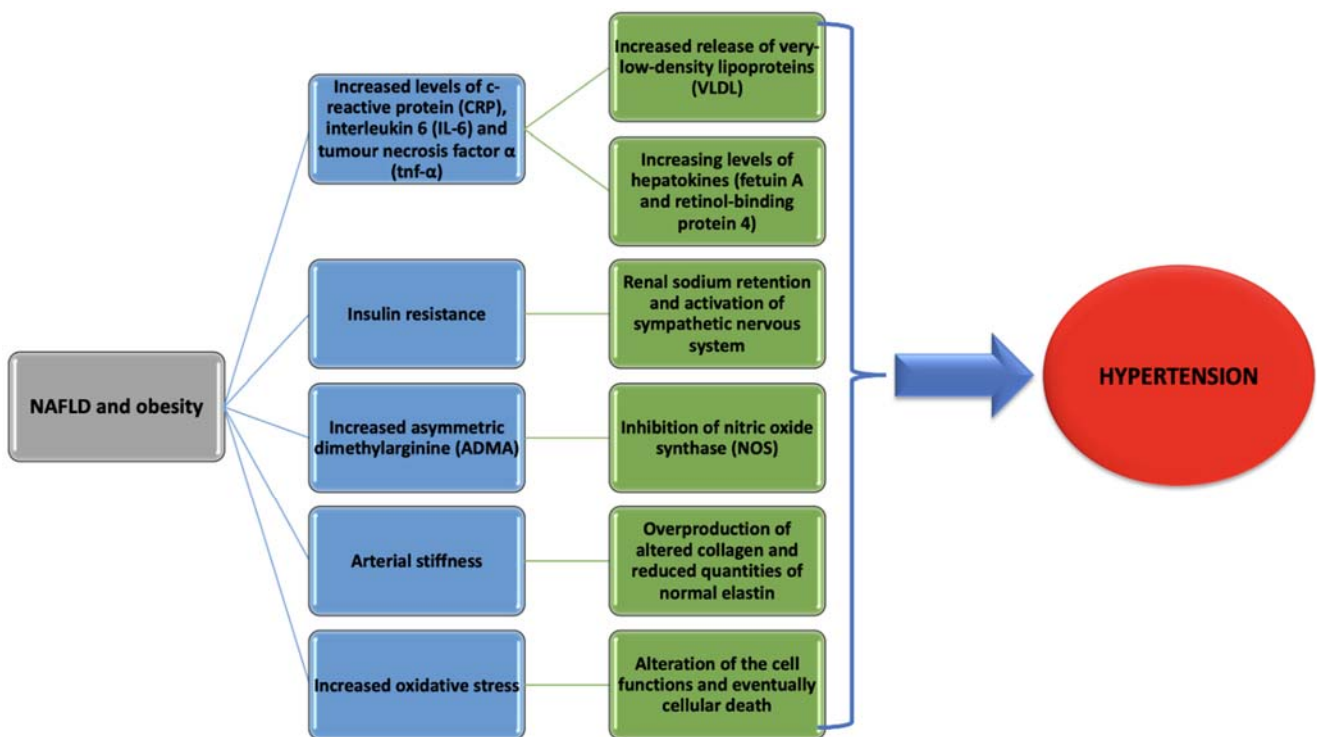 NAFLD and obesity
Increased levels of c-
reactive protein (CRP),
interleukin 6 (IL-6) and
tumour necrosis factor α
(tnf-α)
Insulin resistance
Increased asymmetric
dimethylarginine (ADMA)
Arterial stiffness
Increased oxidative stress
Increased release of very-
low-density lipoproteins
(VLDL)
Increasing levels of
hepatokines (fetuin A
and retinol-binding
protein 4)
Renal sodium retention
and activation of
sympathetic nervous
system
Inhibition of nitric oxide
synthase (NOS)
Overproduction of
altered collagen and
reduced quantities of
normal elastin
Alteration of the cell
functions and eventually
cellular death
HYPERTENSION